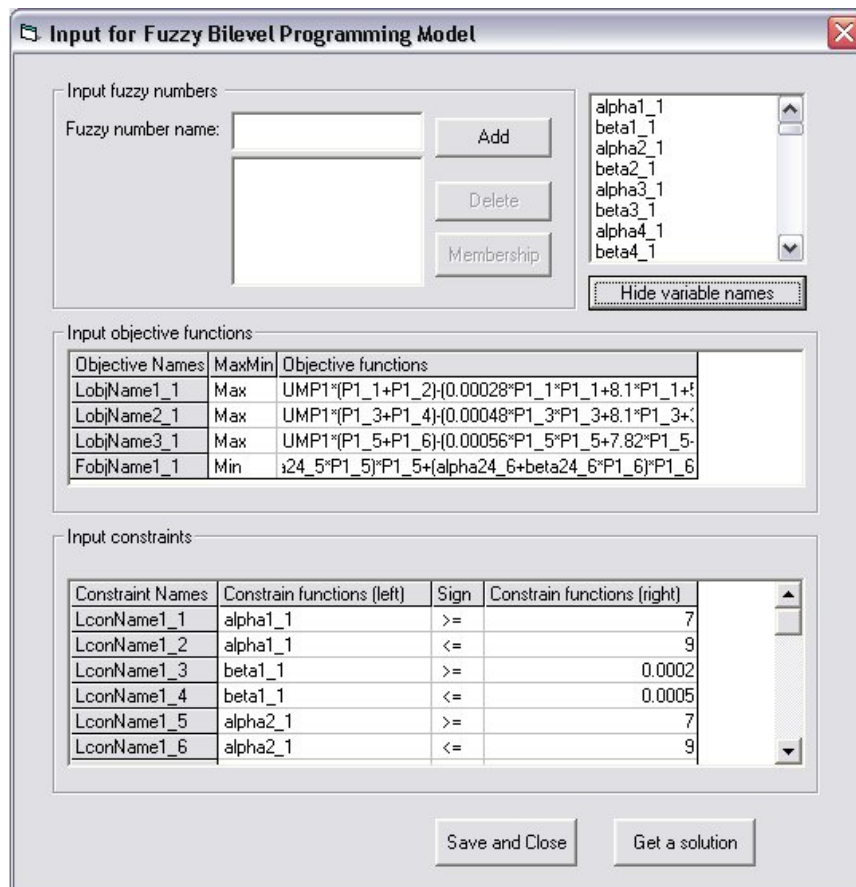 Input for Fuzzy Bilevel Programming Model
Input fuzzy numbers
Fuzzy number name:
Add
Delete
Membership
alpha1_1
beta1_1
alpha2_1
beta2_1
alpha3_1
beta3_1
alpha4_1
beta4_1
Hide variable names
Input objective functions
Objective Names MaxMin Objective functions
LobjName1_1 Max UMP1*(P1_1+P1_2)-(0.00028*P1_1*P1_1+8.1*P1_1+
LobjName2_1 Max UMP1*(P1_3+P1_4)-(0.00048*P1_3*P1_3+8.1*P1_3+
LobjName3_1 Max UMP1*(P1_5+P1_6)-(0.00056*P1_5*P1_5+7.82*P1_5
FobjName1_1 Min a24_5*P1_5)*P1_5+(alpha24_6+beta24_6*P1_6)*P1_6
Input constraints
Constraint Names Constrain functions (left) Sign Constrain functions (right)
LconName1_1 alpha1_1 >= 7
LconName1_2 alpha1_1 <= 9
LconName1_3 beta1_1 >= 0.0002
LconName1_4 beta1_1 <= 0.0005
LconName1_5 alpha2_1 >= 7
LconName1_6 alpha2_1 <= 9
Save and Close
Get a solution